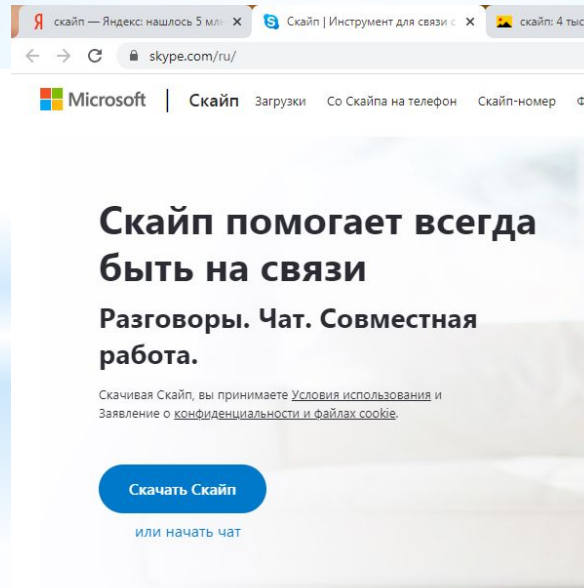 скайп — Яндекс: нашлось 5 мл
Скайп | Инструмент для связи с
скайп: 4 тыс
skype.com/ru/
Microsoft
Скайп
Загрузки
Со Скайпа на телефон
Скайп-номер
Скайп помогает всегда
быть на связи
Разговоры. Чат. Совместная
работа.
Скачивая Скайп, вы принимаете Условия использования и
Заявление о конфиденциальности и файлах cookie.
Скачать Скайп
или начать чат